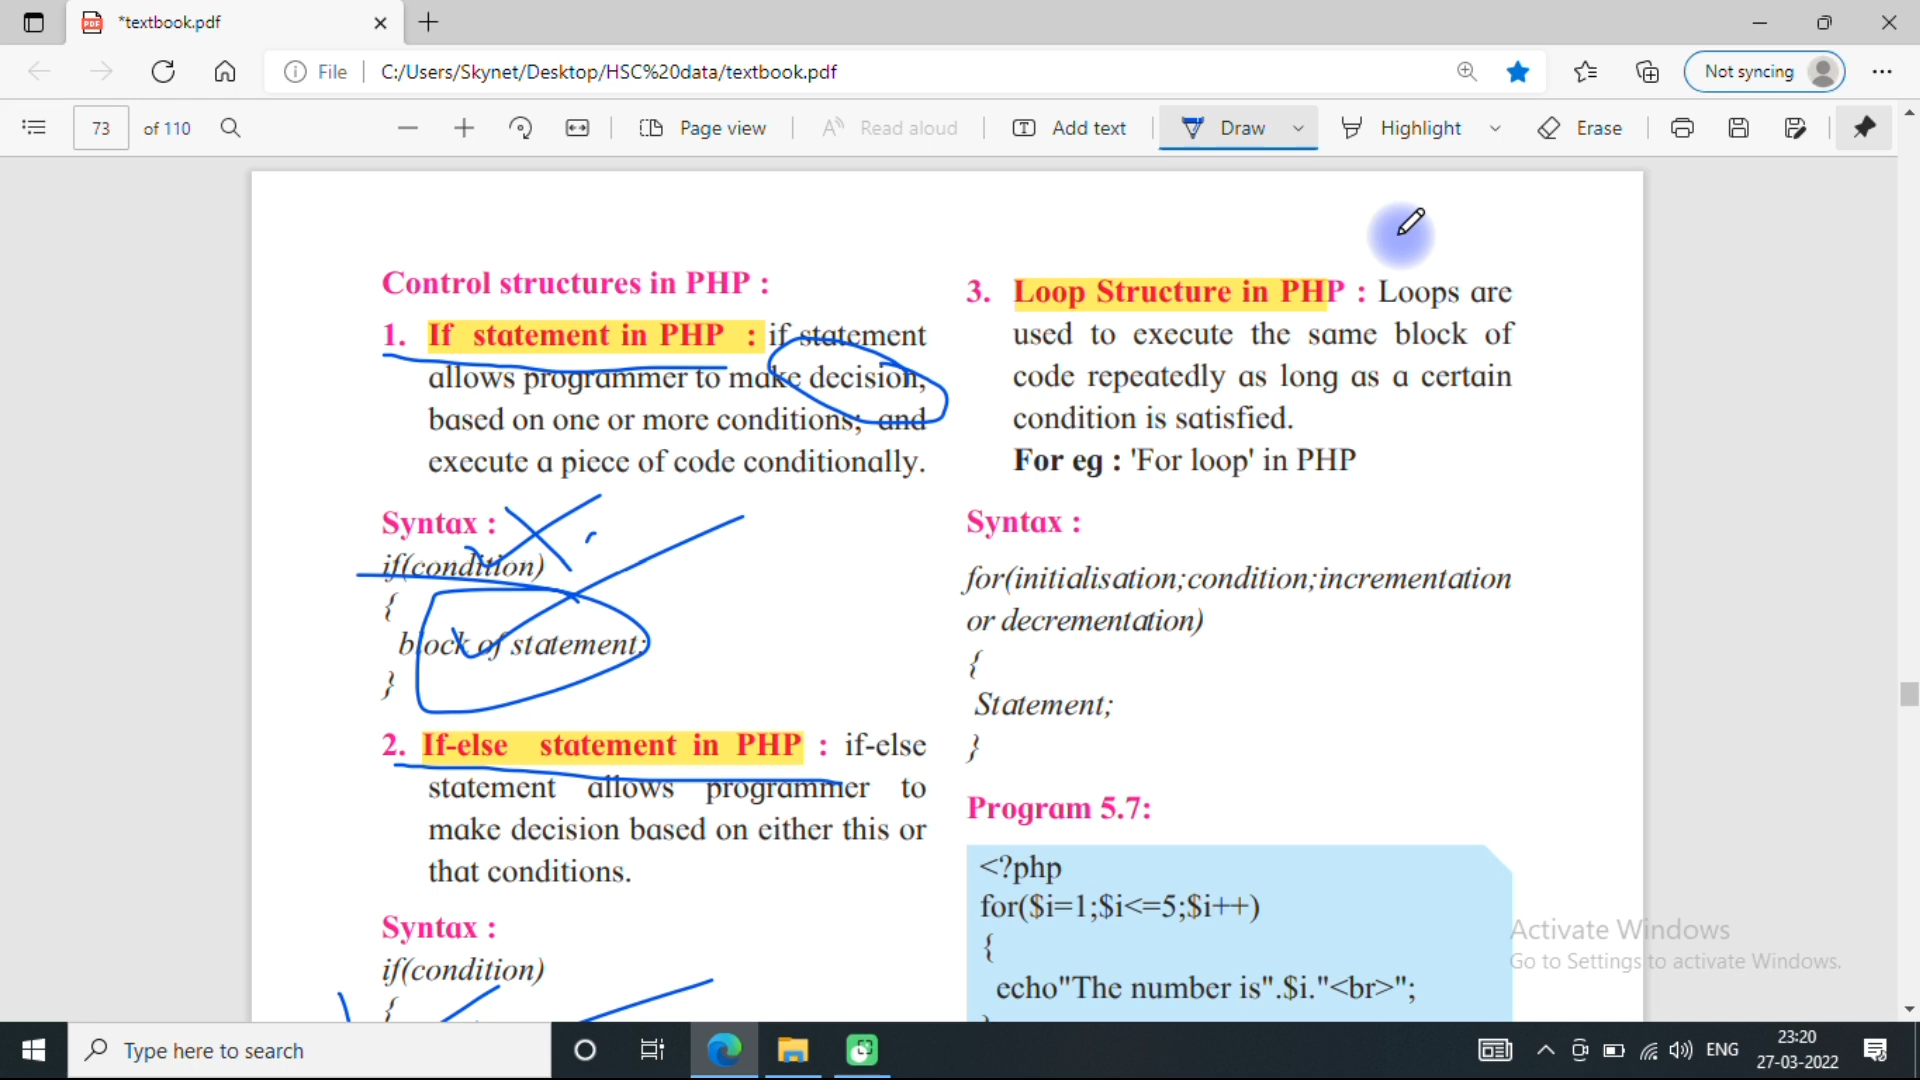 *textbook.pdf
File
C:/Users/Skynet/Desktop/HSC%20data/textbook.pdf
Not syncing
73
of 110
Page view
Read aloud
Add text
Draw
Highlight
Erase
Control structures in PHP :
1. If statement in PHP : if statement
allows programmer to make decision,
based on one or more conditions; and
execute a piece of code conditionally.
Syntax :
if(condition)
{
block of statement;
}
2. If-else statement in PHP : if-else
statement allows programmer to
make decision based on either this or
that conditions.
Syntax :
if(condition)
{
3. Loop Structure in PHP : Loops are
used to execute the same block of
code repeatedly as long as a certain
condition is satisfied.
For eg : 'For loop' in PHP
Syntax :
for(initialisation;condition;incrementation
or decrementation)
{
Statement;
}
Program 5.7:
<?php
for($i=1;$i<=5;$i++)
{
echo"The number is".$i."<br>";
Activate Windows
Go to Settings to activate Windows.
Type here to search
ENG
23:20
27-03-2022